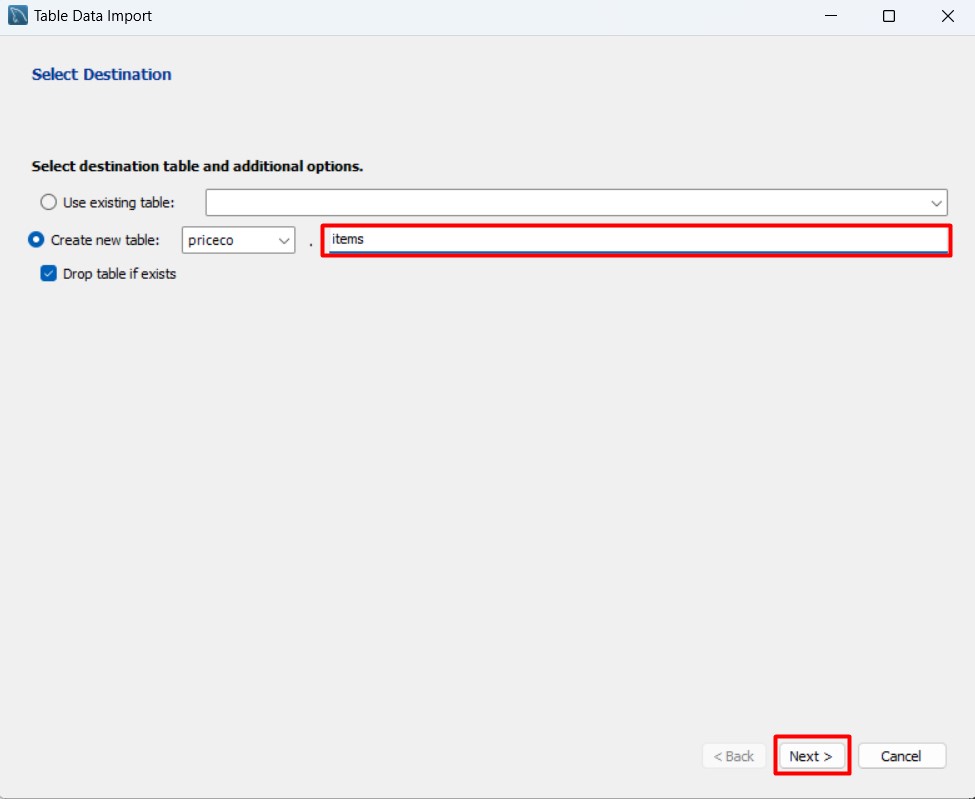 Table Data Import
Select Destination
Select destination table and additional options.
Use existing table:
Create new table: priceco . items
Drop table if exists
< Back Next > Cancel